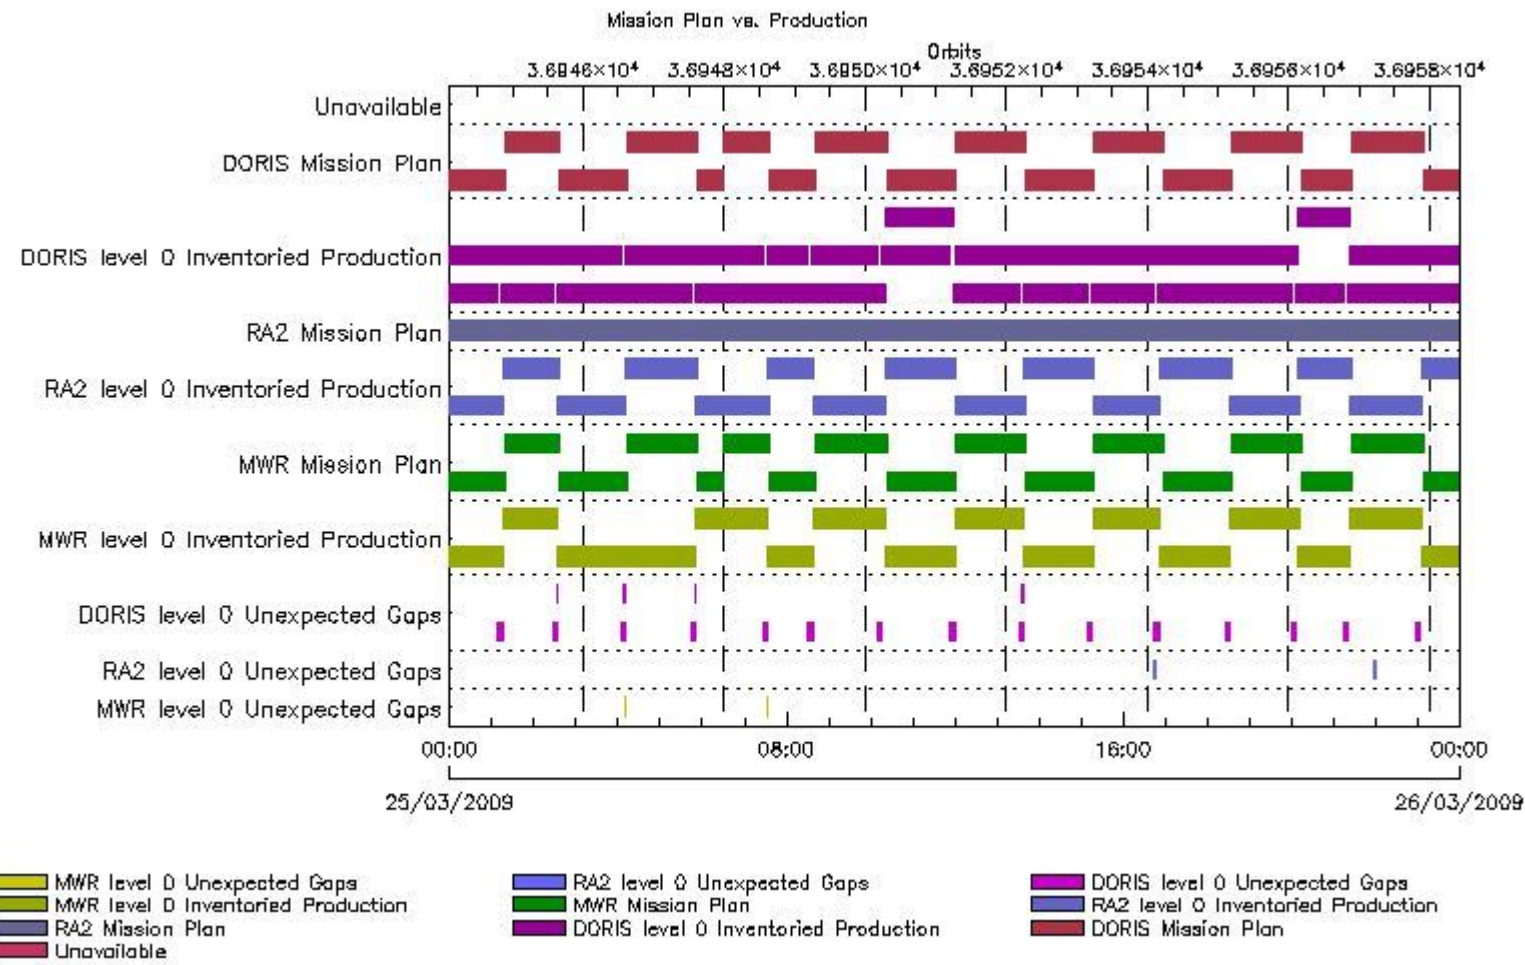 Mission Plan vs. Production
Orbits
3.6946×10⁴ 3.6948×10⁴ 3.6950×10⁴ 3.6952×10⁴ 3.6954×10⁴ 3.6956×10⁴ 3.6958×10⁴
Unavailable
DORIS Mission Plan
DORIS level 0 Inventoried Production
RA2 Mission Plan
RA2 level 0 Inventoried Production
MWR Mission Plan
MWR level 0 Inventoried Production
DORIS level 0 Unexpected Gaps
RA2 level 0 Unexpected Gaps
MWR level 0 Unexpected Gaps
00:00 08:00 16:00 00:00
25/03/2009 26/03/2009
MWR level 0 Unexpected Gaps RA2 level 0 Unexpected Gaps DORIS level 0 Unexpected Gaps
MWR level 0 Inventoried Production MWR Mission Plan RA2 level 0 Inventoried Production
RA2 Mission Plan DORIS level 0 Inventoried Production DORIS Mission Plan
Unavailable